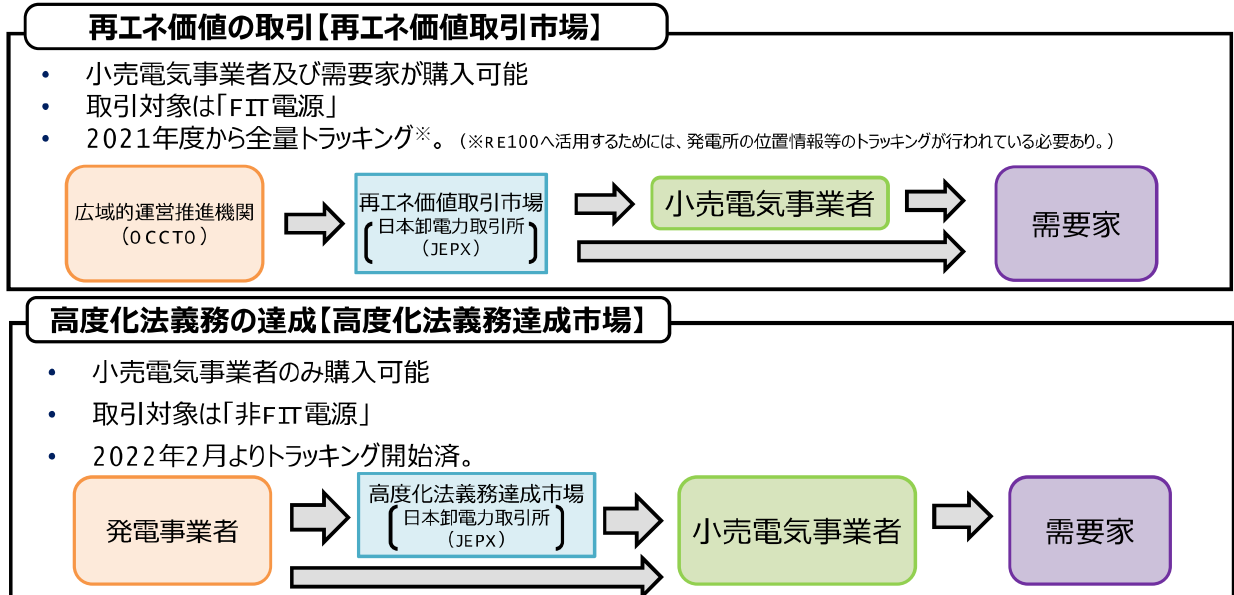 再エネ価値の取引【再エネ価値取引市場】
• 小売電気事業者及び需要家が購入可能
• 取引対象は「FIT電源」
• 2021年度から全量トラッキング※。（※RE100へ活用するためには、発電所の位置情報等のトラッキングが行われている必要あり。）
広域的運営推進機関
（OCCTO）
再エネ価値取引市場
日本卸電力取引所
（JEPX）
小売電気事業者
需要家
高度化法義務の達成【高度化法義務達成市場】
• 小売電気事業者のみ購入可能
• 取引対象は「非FIT電源」
• 2022年2月よりトラッキング開始済。
発電事業者
高度化法義務達成市場
日本卸電力取引所
（JEPX）
小売電気事業者
需要家